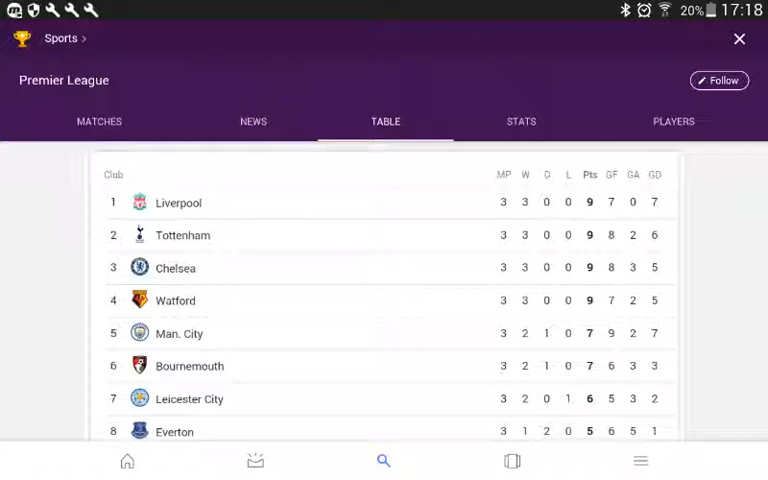 20% 17:18
Sports >
Premier League
Follow
MATCHES NEWS TABLE STATS PLAYERS
Club MP W D L Pts GF GA GD
1 Liverpool 3 3 0 0 9 7 0 7
2 Tottenham 3 3 0 0 9 8 2 6
3 Chelsea 3 3 0 0 9 8 3 5
4 Watford 3 3 0 0 9 7 2 5
5 Man. City 3 2 1 0 7 9 2 7
6 Bournemouth 3 2 1 0 7 6 3 3
7 Leicester City 3 2 0 1 6 5 3 2
8 Everton 3 1 2 0 5 6 5 1